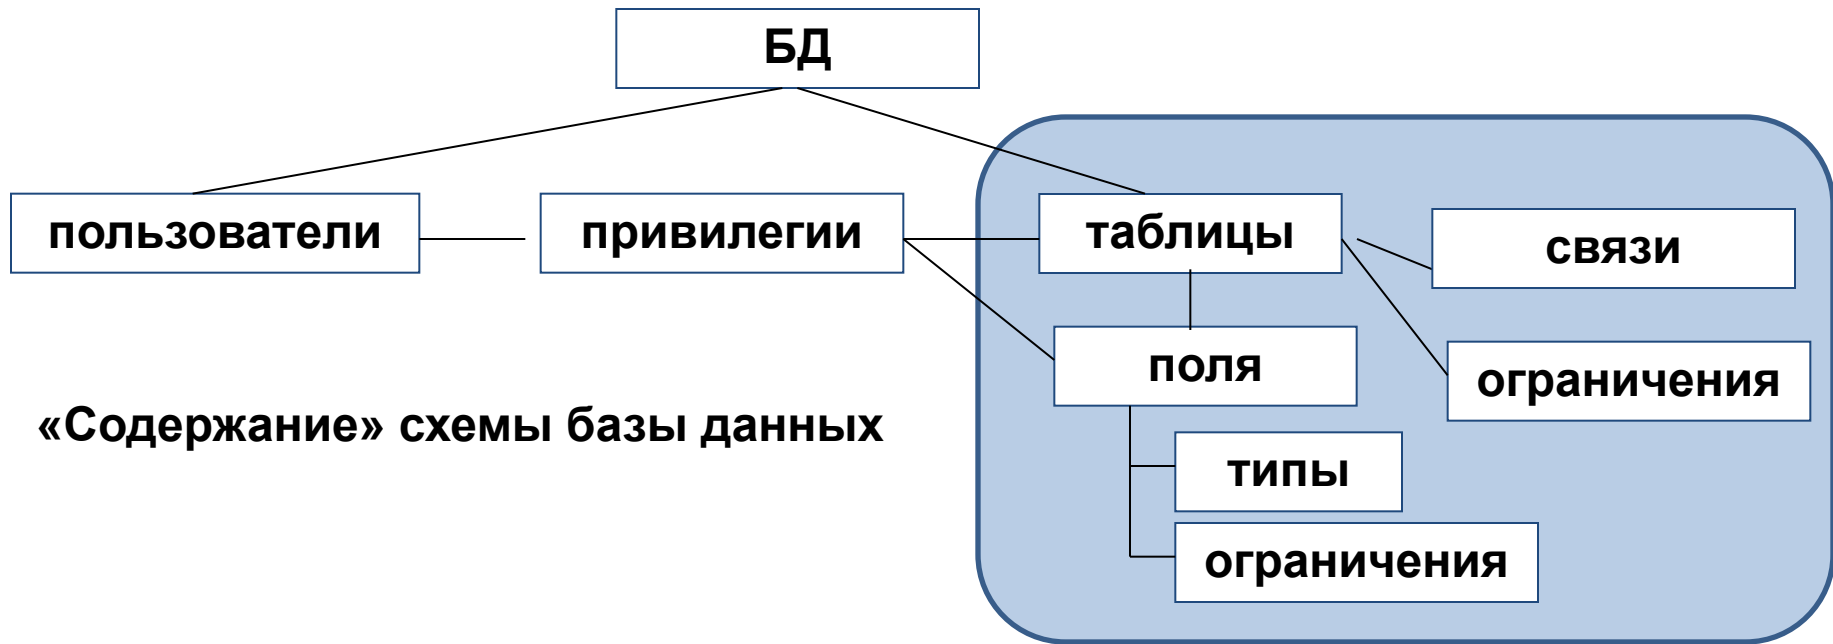 БД
пользователи
привилегии
таблицы
связи
поля
ограничения
«Содержание» схемы базы данных
типы
ограничения